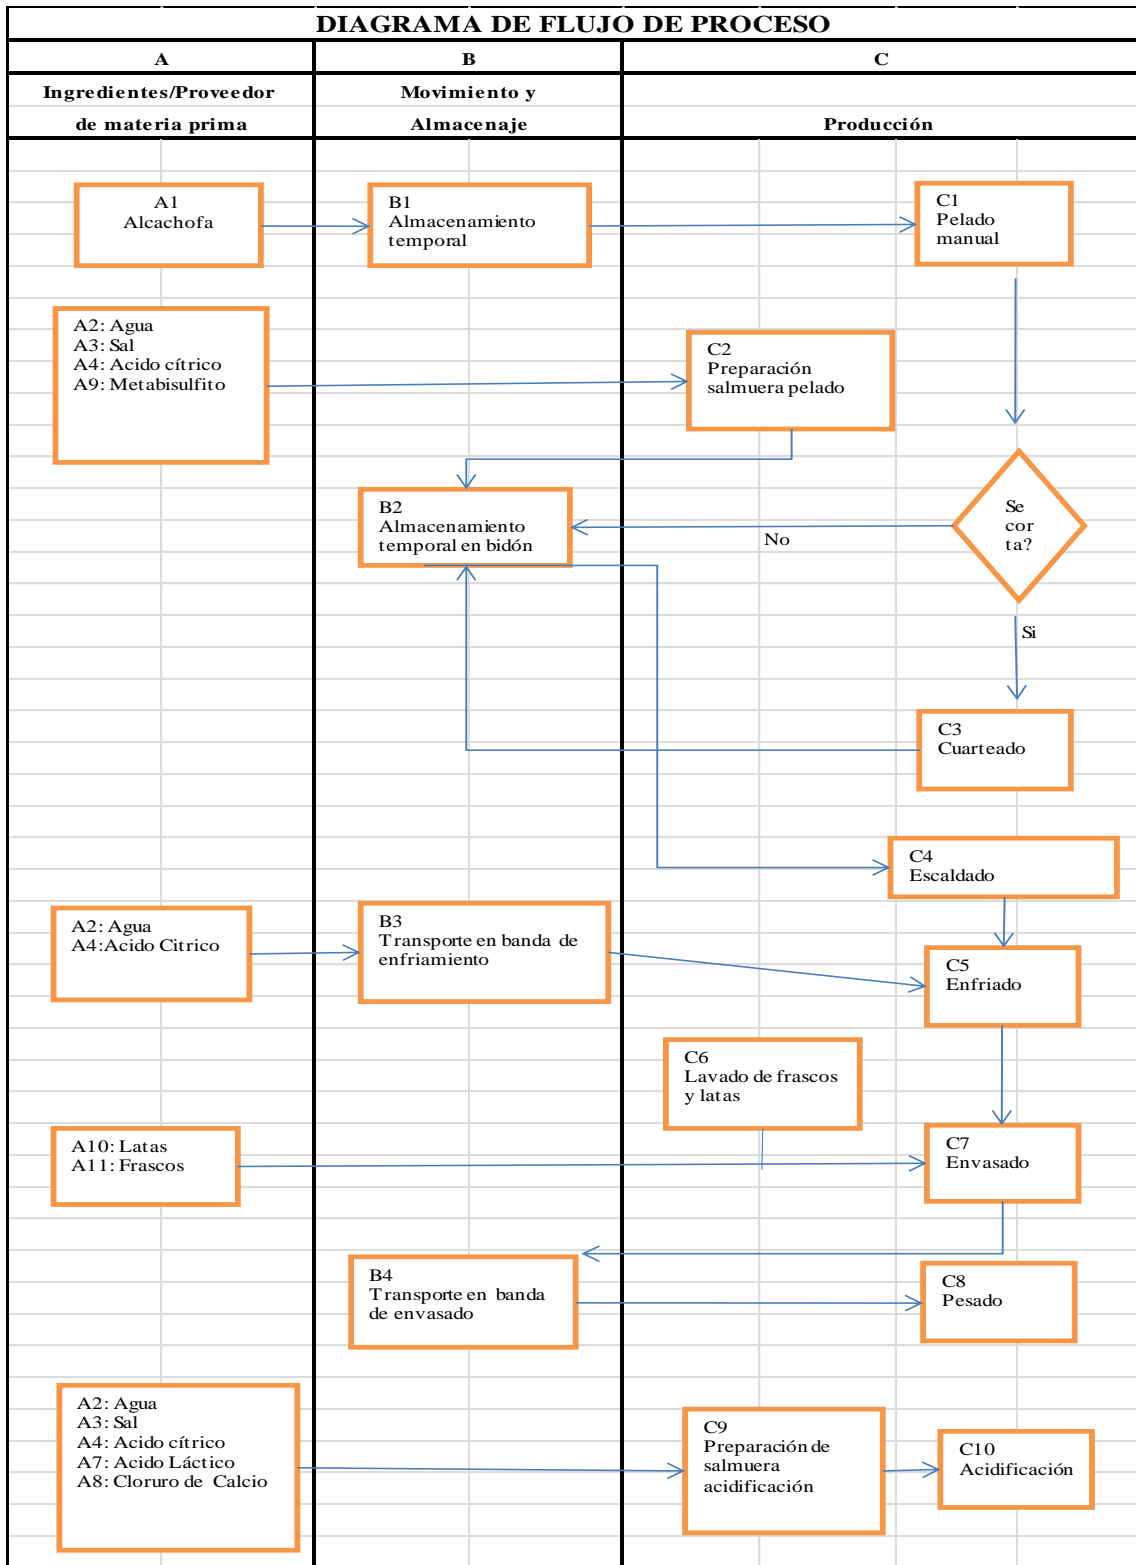 DIAGRAMA DE FLUJO DE PROCESO
A
B
C
Ingredientes/Proveedor
de materia prima
Movimiento y
Almacenaje
Producción
A1
Alcachofa
B1
Almacenamiento
temporal
C1
Pelado
manual
A2: Agua
A3: Sal
A4: Acido cítrico
A9: Metabisulfito
C2
Preparación
salmuera pelado
B2
Almacenamiento
temporal en bidón
No
Se
cor
ta?
Si
C3
Cuarteado
C4
Escaldado
A2: Agua
A4:Acido Citrico
B3
Transporte en banda de
enfriamiento
C5
Enfriado
C6
Lavado de frascos
y latas
A10: Latas
A11: Frascos
C7
Envasado
B4
Transporte en banda
de envasado
C8
Pesado
A2: Agua
A3: Sal
A4: Acido cítrico
A7: Acido Láctico
A8: Cloruro de Calcio
C9
Preparación de
salmuera
acidificación
C10
Acidificación